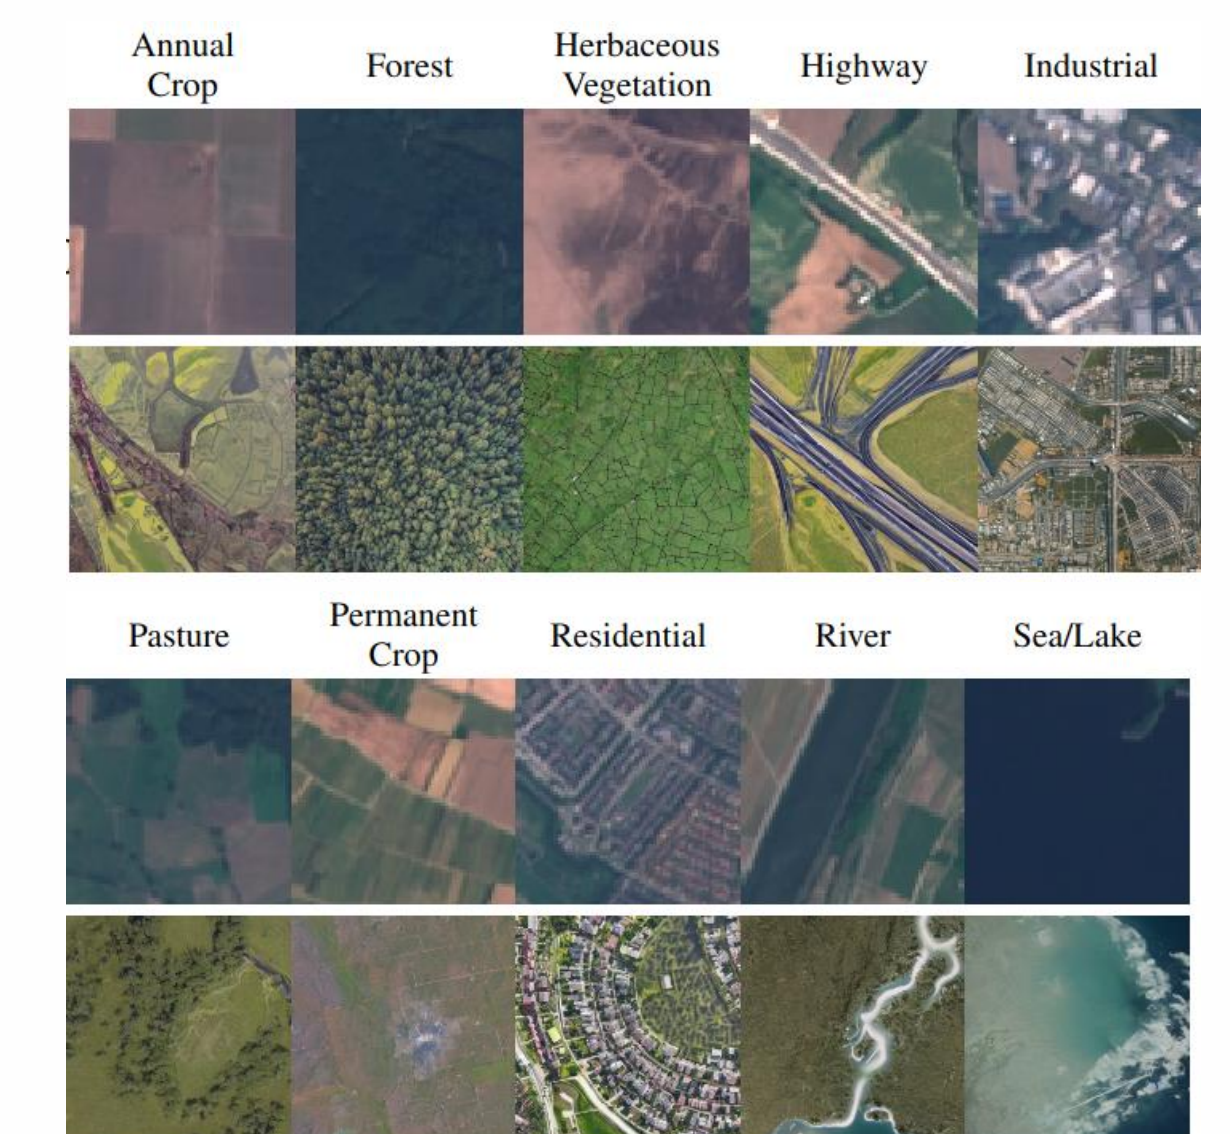 Annual
Crop
Forest
Herbaceous
Vegetation
Highway
Industrial
Pasture
Permanent
Crop
Residential
River
Sea/Lake